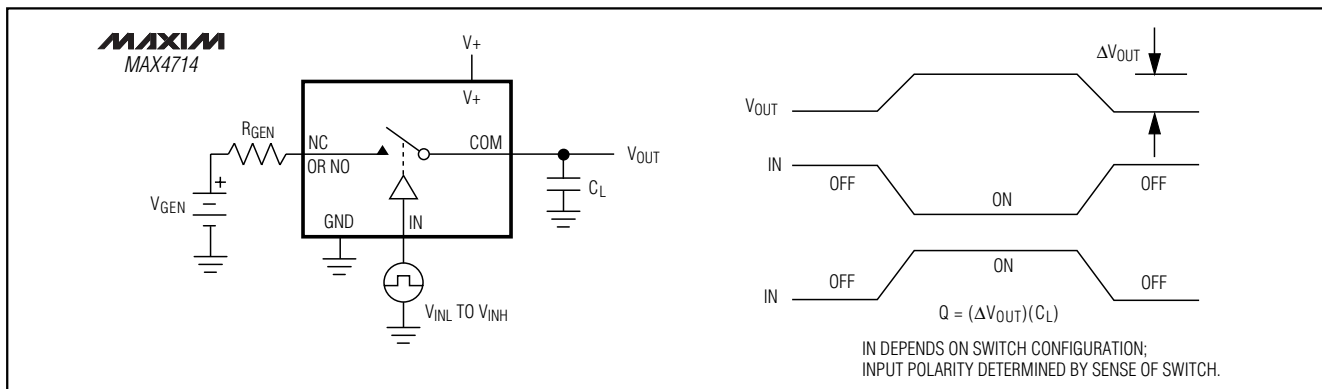 MAXIM
MAX4714
V+
V+
RGEN
NC
OR NO
COM
VOUT
CL
VGEN
+
GND
IN
VINL TO VINH
ΔVOUT
VOUT
IN
OFF
ON
OFF
IN
OFF
ON
OFF
Q = (ΔVOUT)(CL)
IN DEPENDS ON SWITCH CONFIGURATION;
INPUT POLARITY DETERMINED BY SENSE OF SWITCH.